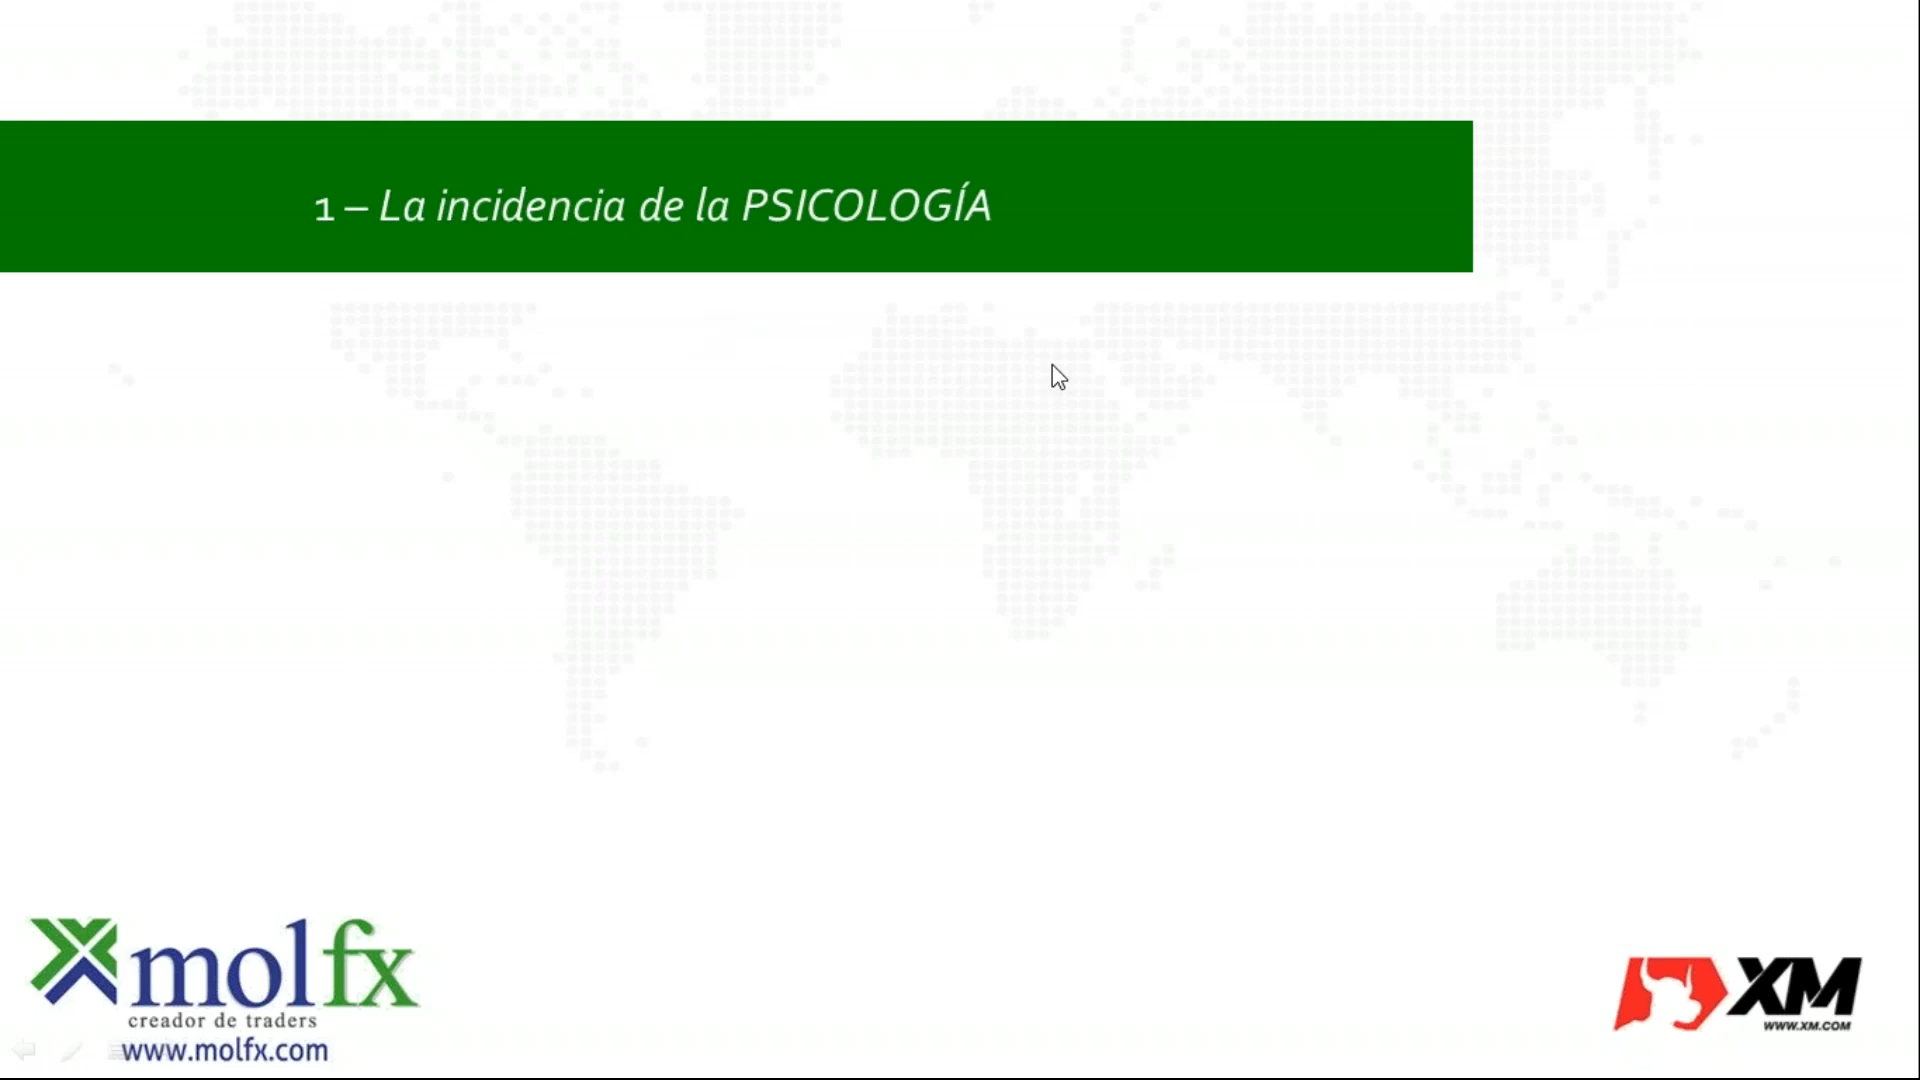 1 – La incidencia de la PSICOLOGÍA
molfx
creador de traders
www.molfx.com
XM
WWW.XM.COM